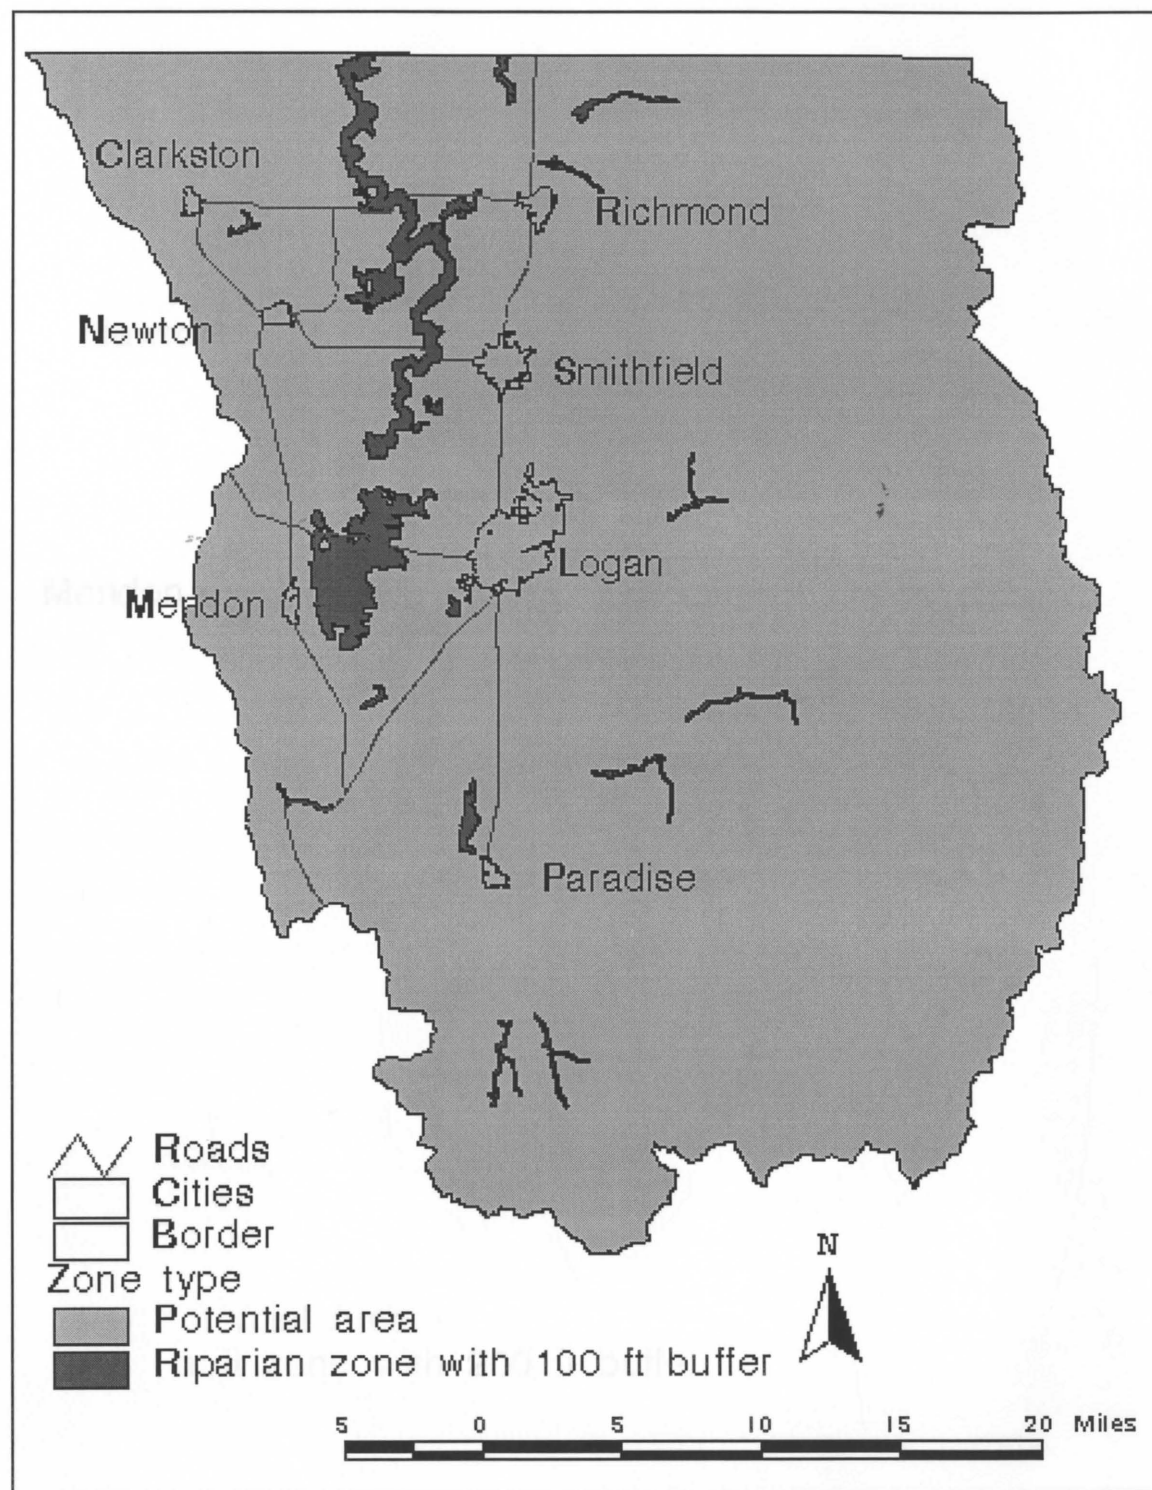 Clarkston
Richmond
Newton
Smithfield
Logan
Mendon
Paradise
Roads
Cities
Border
Zone type
Potential area
Riparian zone with 100 ft buffer
N
5 0 5 10 15 20 Miles